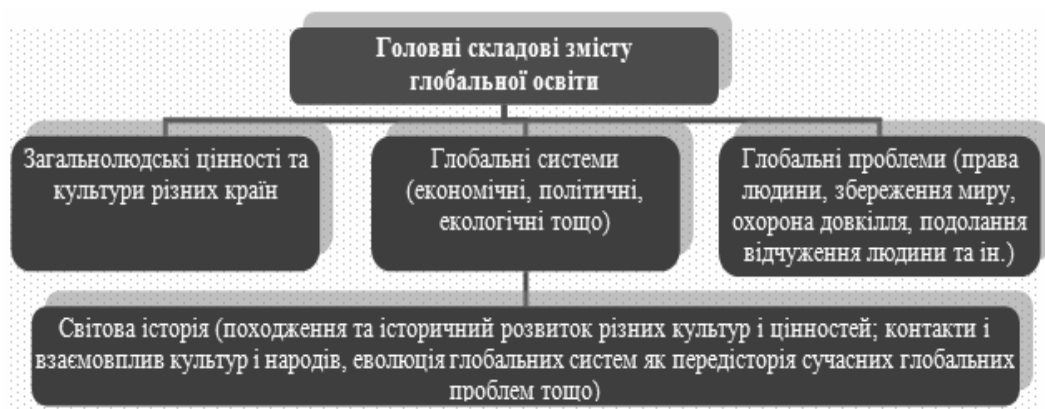 Головні складові змісту
глобальної освіти
Загальнолюдські цінності та
культури різних країн
Глобальні системи
(економічні, політичні,
екологічні тощо)
Глобальні проблеми (права
людини, збереження миру,
охорона довкілля, подолання
відчуження людини та ін.)
Світова історія (походження та історичний розвиток різних культур і цінностей; контакти і
взаємовплив культур і народів, еволюція глобальних систем як передісторія сучасних глобальних
проблем тощо)